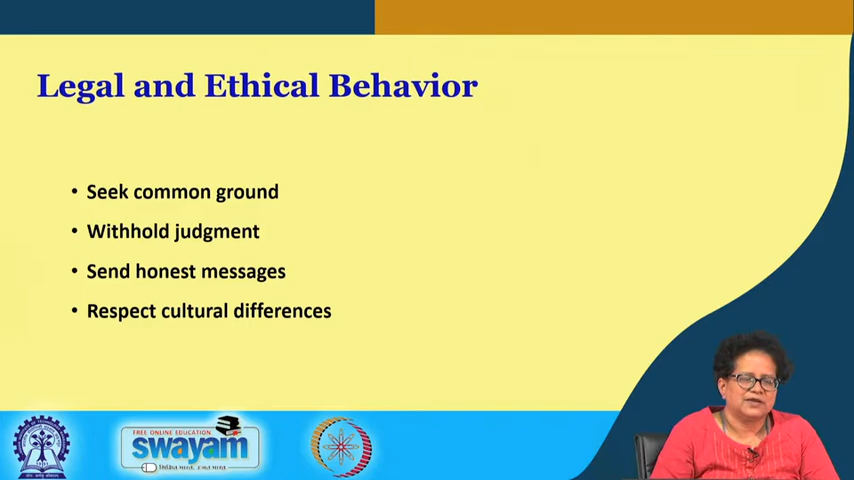 Legal and Ethical Behavior
• Seek common ground
• Withhold judgment
• Send honest messages
• Respect cultural differences
FREE ONLINE EDUCATION
swayam